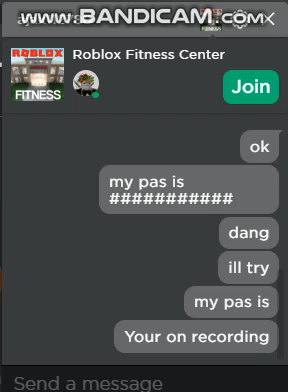 www.BANDICAM.com
ROBLOX
FITNESS
Roblox Fitness Center
Join
ok
my pas is
###########
dang
ill try
my pas is
Your on recording
Send a message